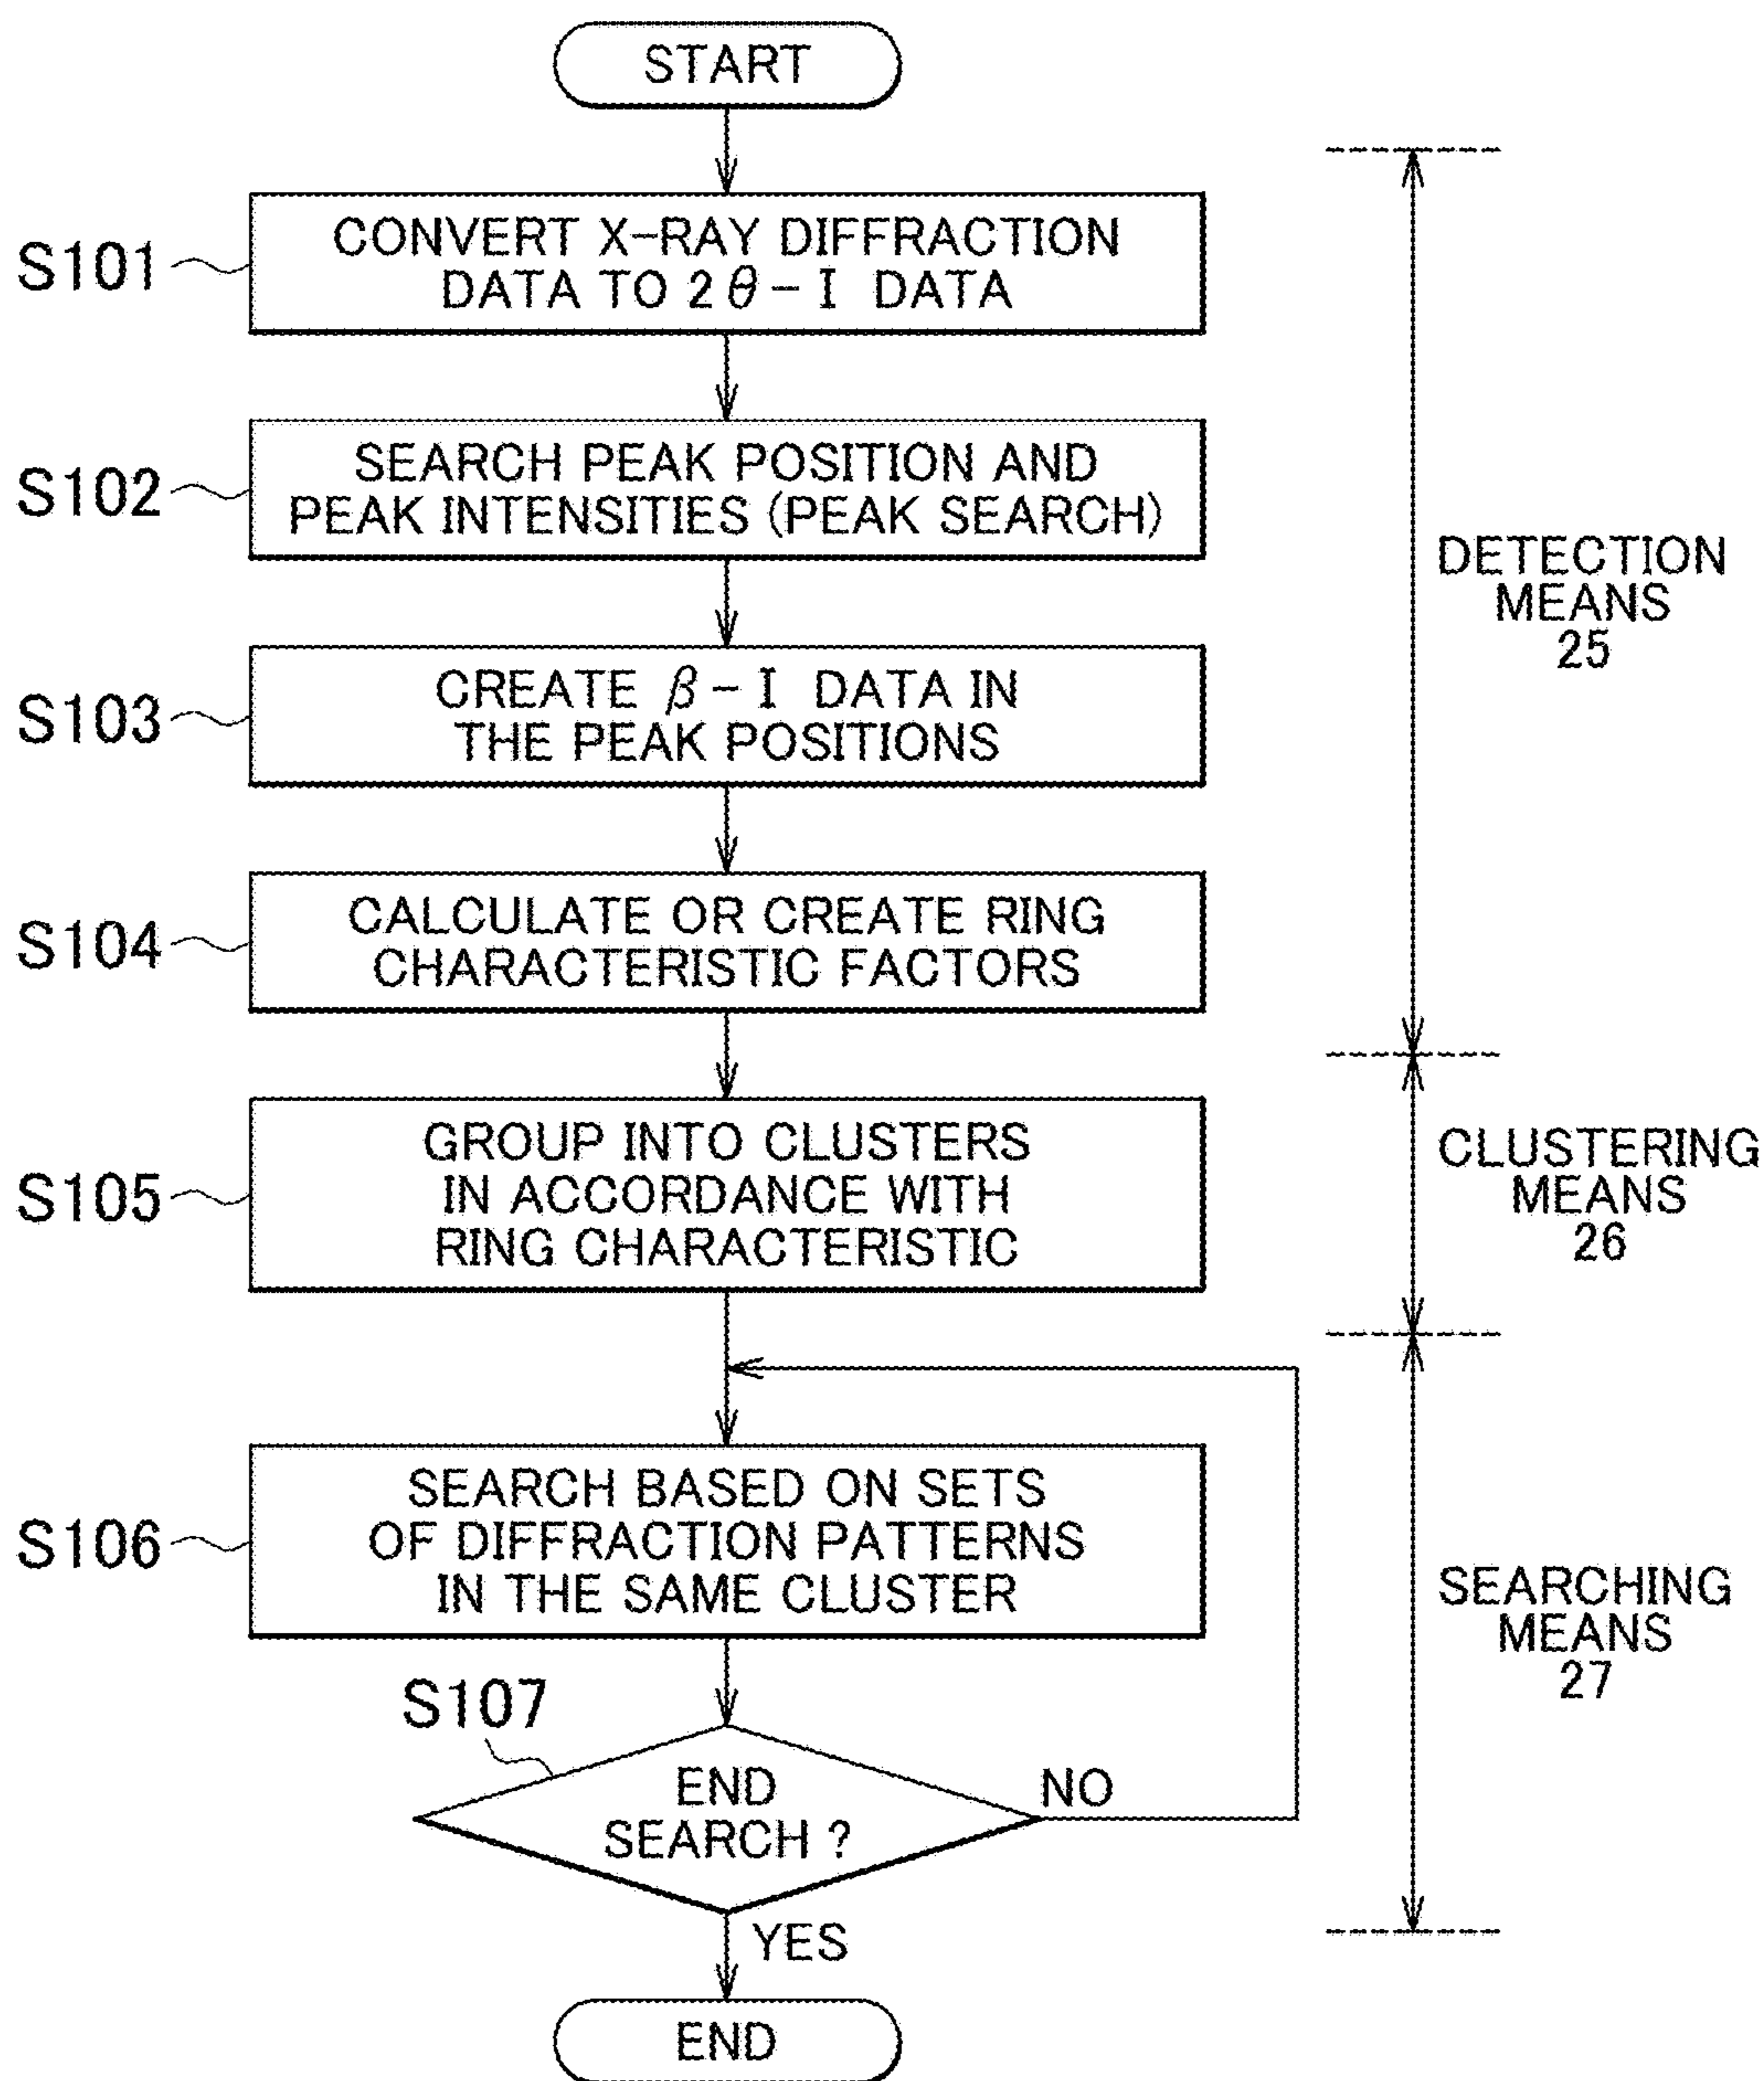 START
S101
CONVERT X-RAY DIFFRACTION
DATA TO 2θ-I DATA
S102
SEARCH PEAK POSITION AND
PEAK INTENSITIES (PEAK SEARCH)
DETECTION
MEANS
25
S103
CREATE β-I DATA IN
THE PEAK POSITIONS
S104
CALCULATE OR CREATE RING
CHARACTERISTIC FACTORS
S105
GROUP INTO CLUSTERS
IN ACCORDANCE WITH
RING CHARACTERISTIC
CLUSTERING
MEANS
26
S106
SEARCH BASED ON SETS
OF DIFFRACTION PATTERNS
IN THE SAME CLUSTER
SEARCHING
MEANS
27
S107
END
SEARCH ?
NO
YES
END